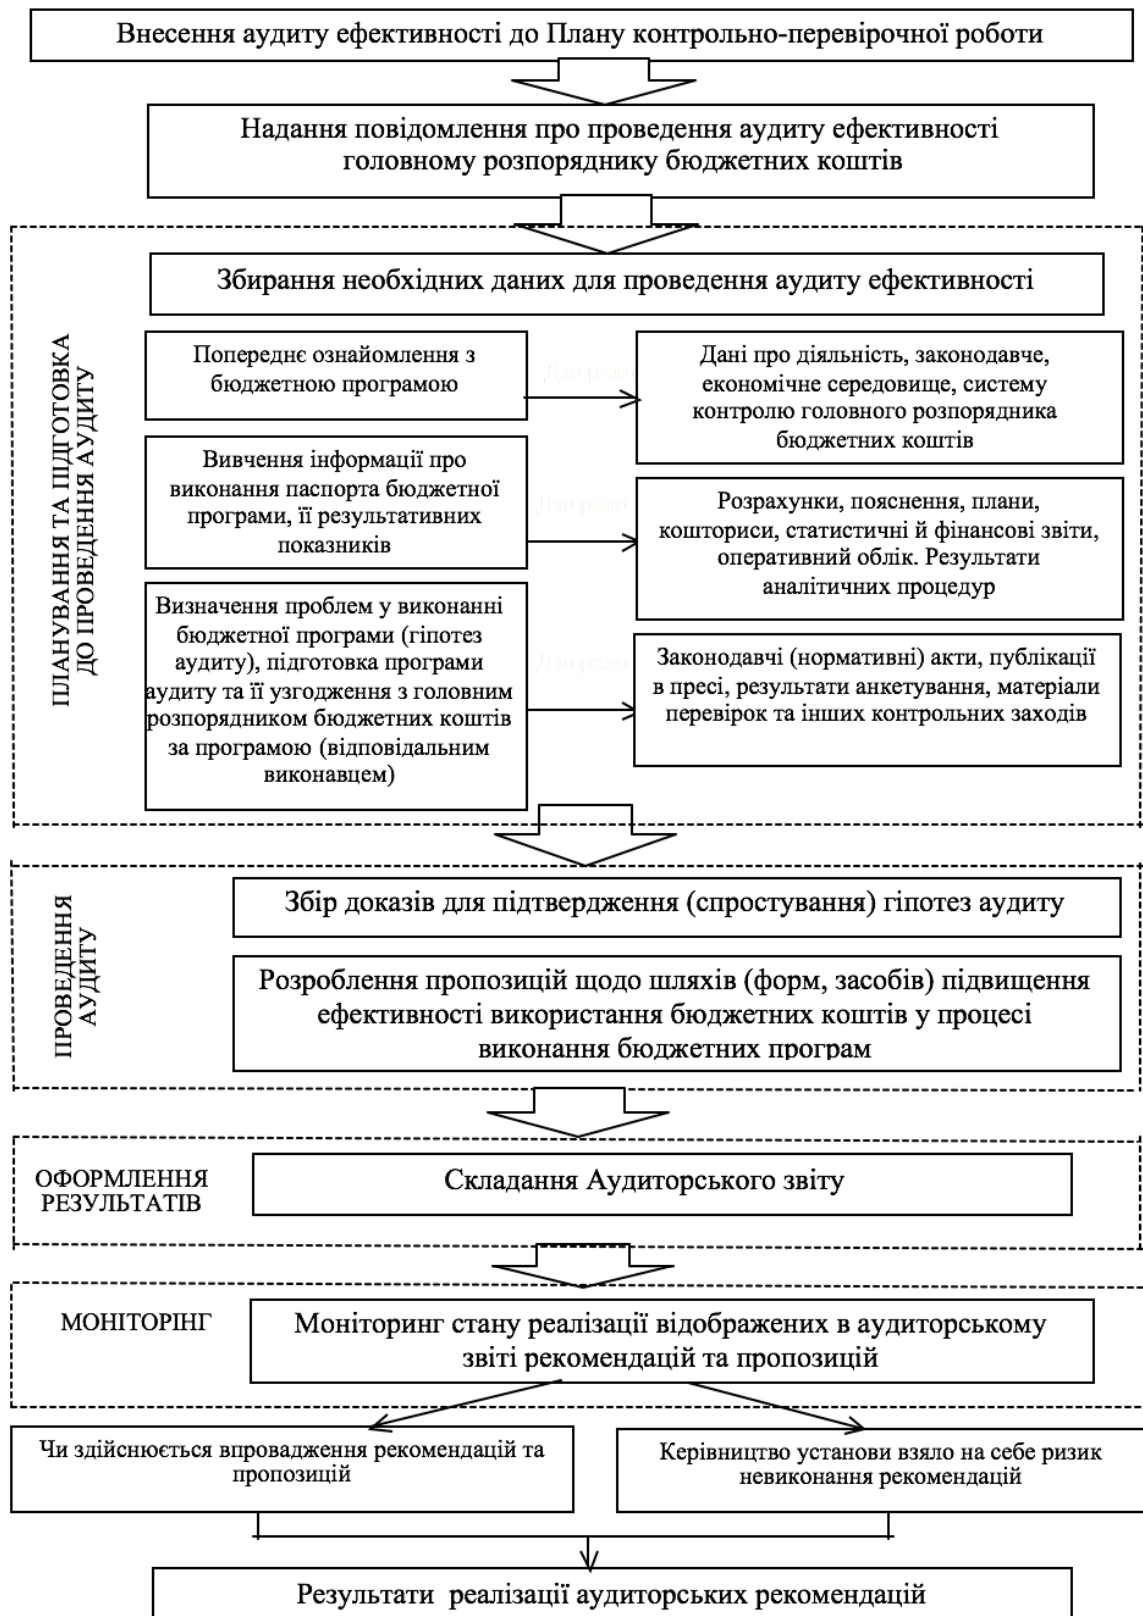 Внесення аудиту ефективності до Плану контрольно-перевірочної роботи
Надання повідомлення про проведення аудиту ефективності
головному розпоряднику бюджетних коштів
ПЛАНУВАННЯ ТА ПІДГОТОВКА
ДО ПРОВЕДЕННЯ АУДИТУ
Збирання необхідних даних для проведення аудиту ефективності
Попереднє ознайомлення з
бюджетною програмою
Джерело
Дані про діяльність, законодавче,
економічне середовище, систему
контролю головного розпорядника
бюджетних коштів
Вивчення інформації про
виконання паспорта бюджетної
програми, її результативних
показників
Джерело
Розрахунки, пояснення, плани,
кошториси, статистичні й фінансові звіти,
оперативний облік. Результати
аналітичних процедур
Визначення проблем у виконанні
бюджетної програми (гіпотез
аудиту), підготовка програми
аудиту та її узгодження з головним
розпорядником бюджетних коштів
за програмою (відповідальним
виконавцем)
Джерело
Законодавчі (нормативні) акти, публікації
в пресі, результати анкетування, матеріали
перевірок та інших контрольних заходів
ПРОВЕДЕННЯ
АУДИТУ
Збір доказів для підтвердження (спростування) гіпотез аудиту
Розроблення пропозицій щодо шляхів (форм, засобів) підвищення
ефективності використання бюджетних коштів у процесі
виконання бюджетних програм
ОФОРМЛЕННЯ
РЕЗУЛЬТАТІВ
Складання Аудиторського звіту
МОНІТОРІНГ
Моніторинг стану реалізації відображених в аудиторському
звіті рекомендацій та пропозицій
Чи здійснюється впровадження рекомендацій та
пропозицій
Керівництво установи взяло на себе ризик
невиконання рекомендацій
Результати реалізації аудиторських рекомендацій